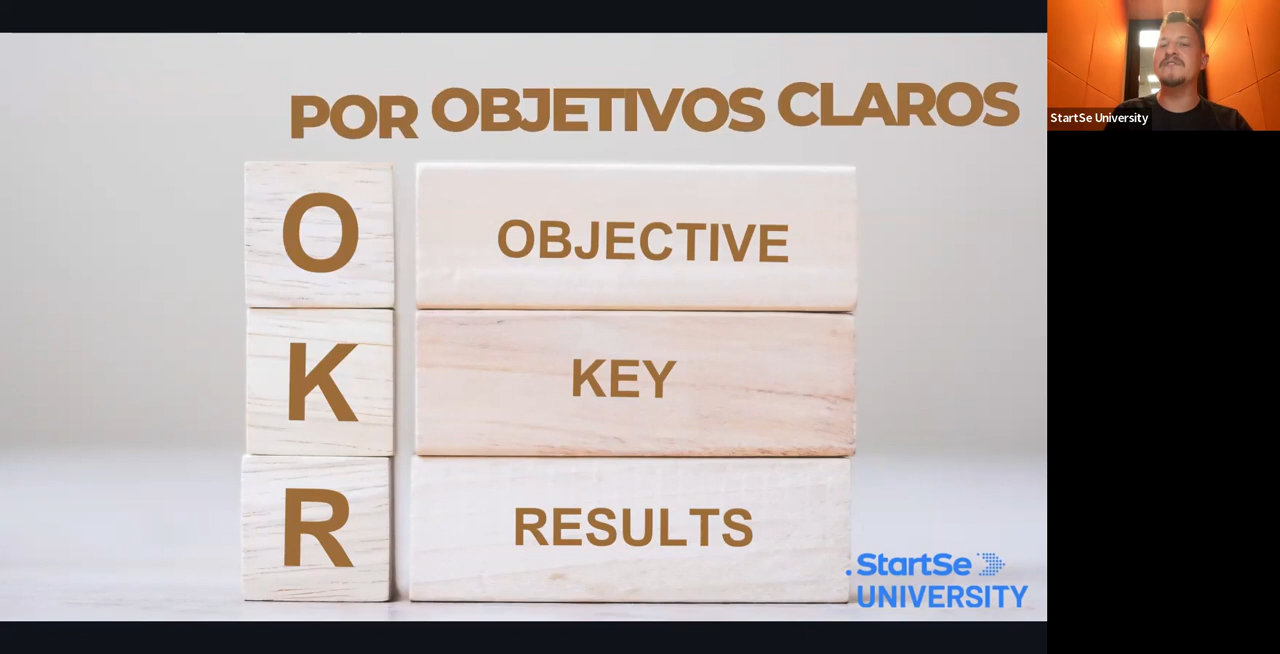 POR OBJETIVOS CLAROS
O OBJECTIVE
K KEY
R RESULTS
.StartSe
UNIVERSITY
StartSe University